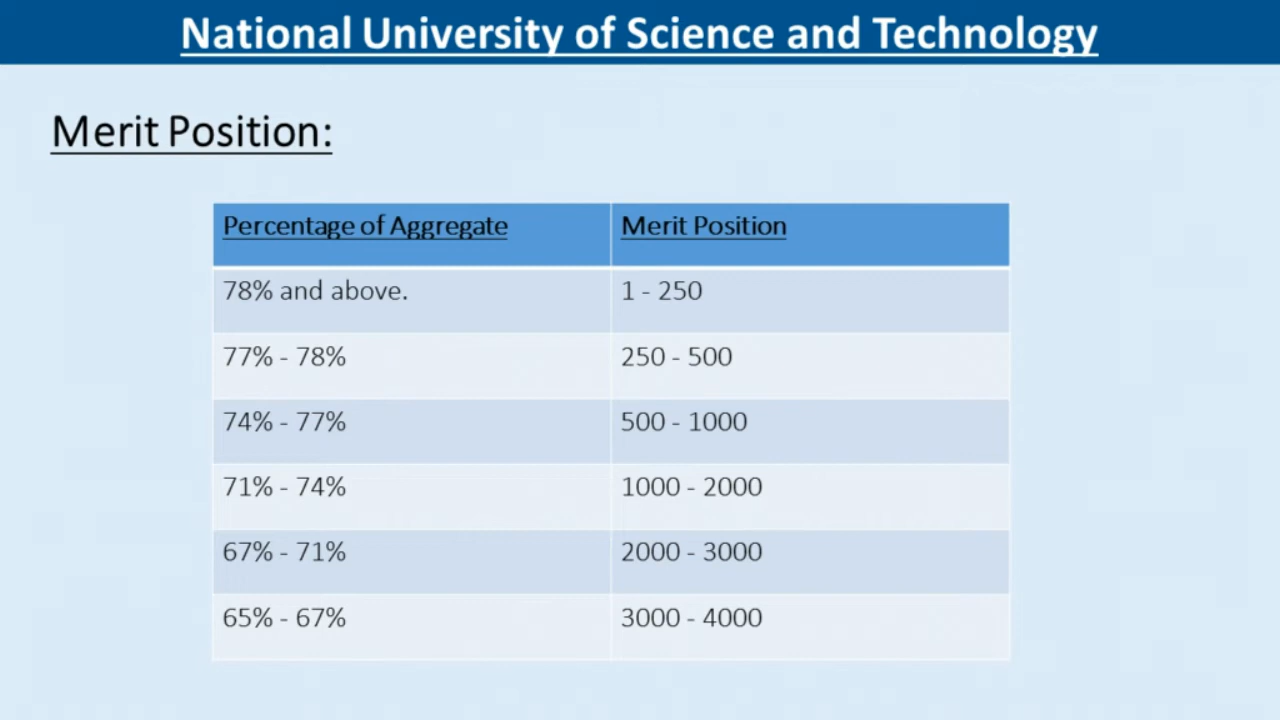 National University of Science and Technology
Merit Position:
Percentage of Aggregate Merit Position
78% and above. 1 - 250
77% - 78% 250 - 500
74% - 77% 500 - 1000
71% - 74% 1000 - 2000
67% - 71% 2000 - 3000
65% - 67% 3000 - 4000